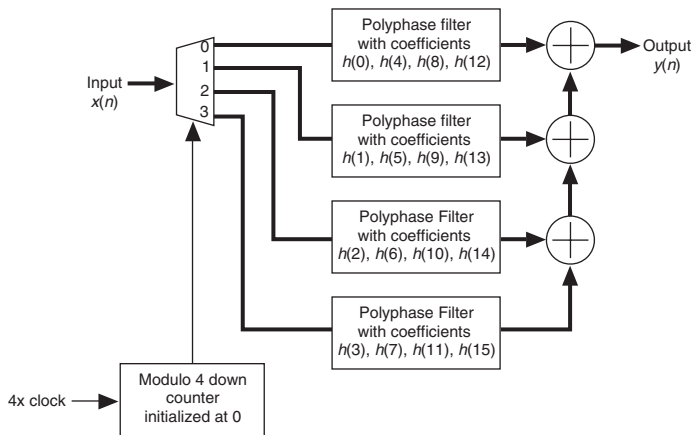 Polyphase filter
with coefficients
h(0), h(4), h(8), h(12)
Output
y(n)
Input
x(n)
0
1
2
3
Polyphase filter
with coefficients
h(1), h(5), h(9), h(13)
Polyphase Filter
with coefficients
h(2), h(6), h(10), h(14)
Polyphase Filter
with coefficients
h(3), h(7), h(11), h(15)
4x clock
Modulo 4 down
counter
initialized at 0